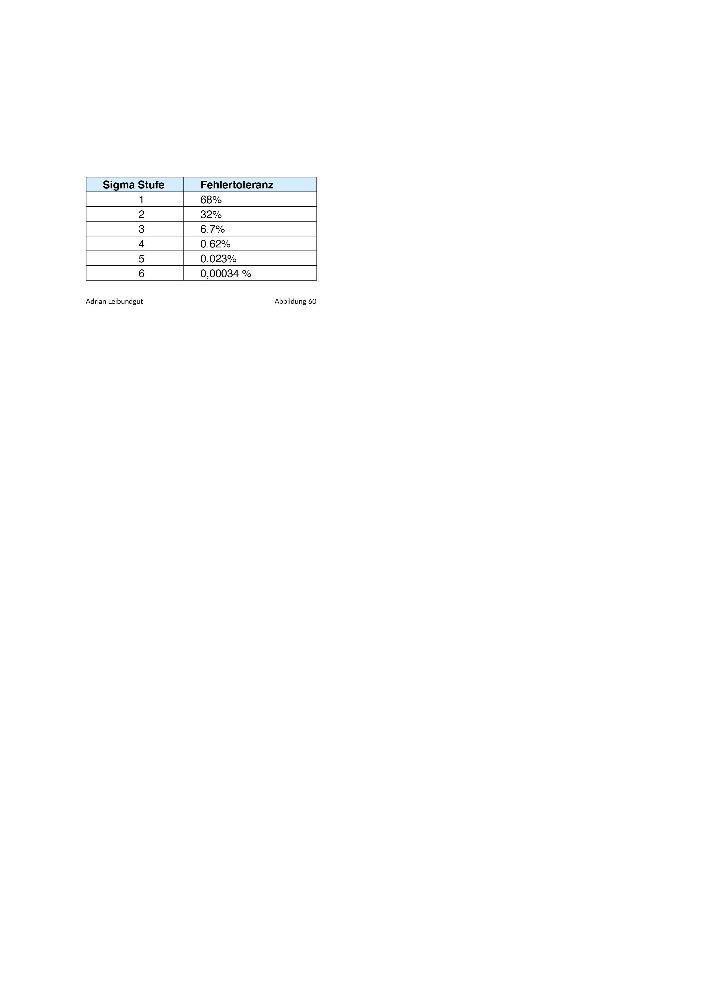 Sigma Stufe Fehlertoleranz
1 68%
2 32%
3 6.7%
4 0.62%
5 0.023%
6 0,00034 %
Adrian Leibundgut Abbildung 60